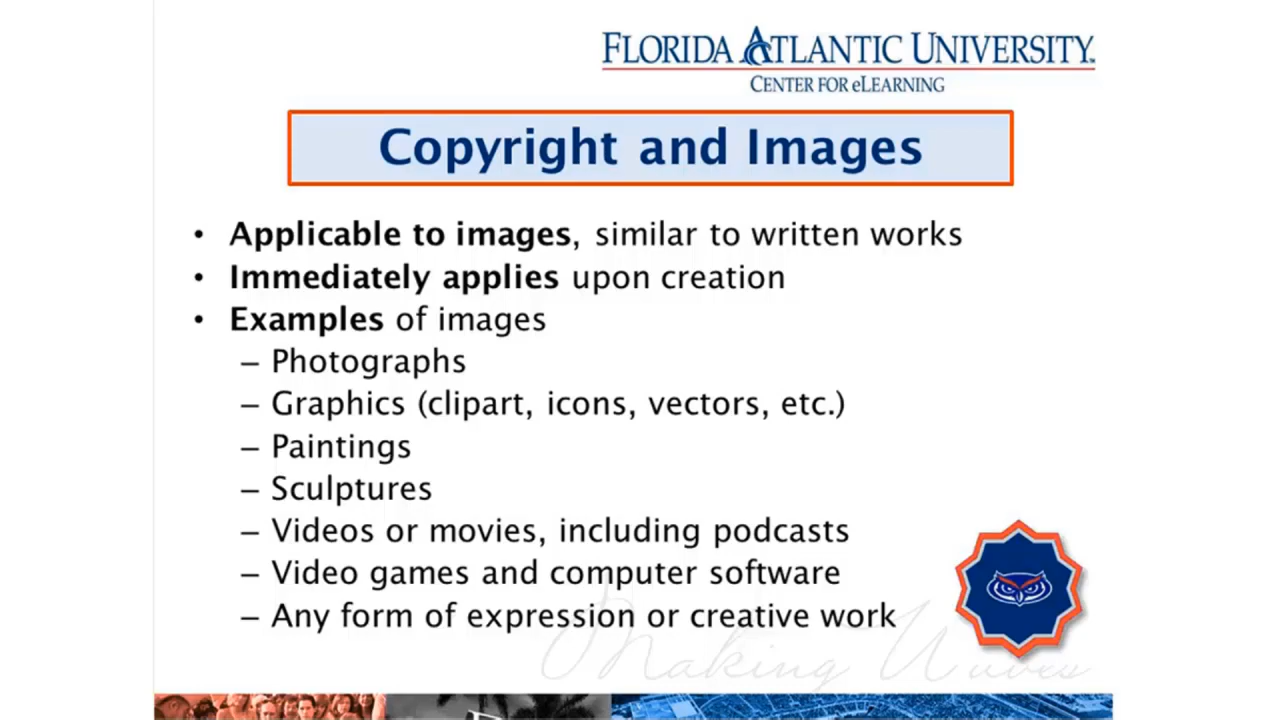 FLORIDA ATLANTIC UNIVERSITY™
CENTER FOR eLEARNING
Copyright and Images
• Applicable to images, similar to written works
• Immediately applies upon creation
• Examples of images
– Photographs
– Graphics (clipart, icons, vectors, etc.)
– Paintings
– Sculptures
– Videos or movies, including podcasts
– Video games and computer software
– Any form of expression or creative work
Making Waves